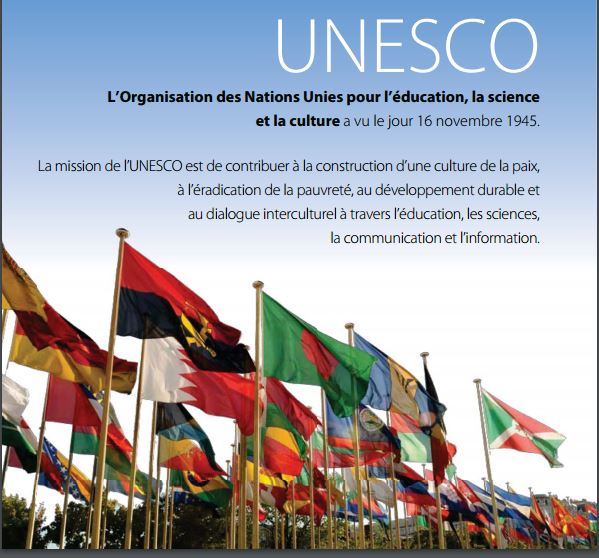 UNESCO
L’Organisation des Nations Unies pour l’éducation, la science
et la culture a vu le jour 16 novembre 1945.
La mission de l’UNESCO est de contribuer à la construction d’une culture de la paix,
à l’éradication de la pauvreté, au développement durable et
au dialogue interculturel à travers l’éducation, les sciences,
la communication et l’information.